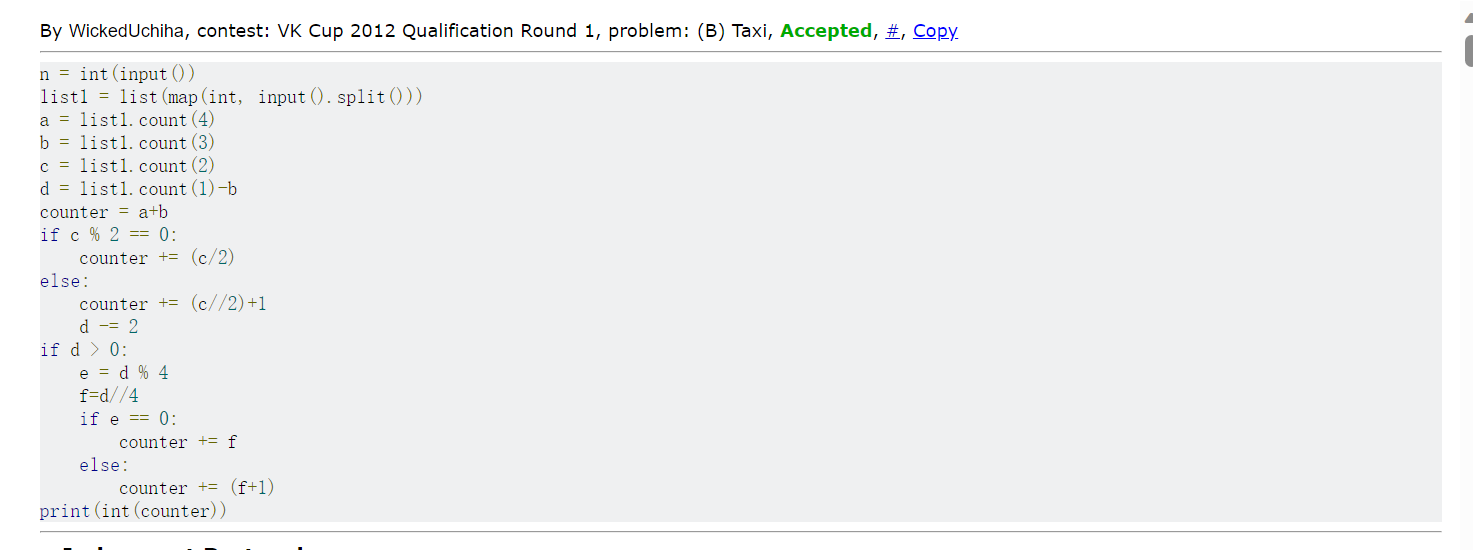 By WickedUchiha, contest: VK Cup 2012 Qualification Round 1, problem: (B) Taxi, Accepted, #, Copy
n = int(input())
list1 = list(map(int, input().split()))
a = list1.count(4)
b = list1.count(3)
c = list1.count(2)
d = list1.count(1)-b
counter = a+b
if c % 2 == 0:
    counter += (c/2)
else:
    counter += (c//2)+1
    d -= 2
if d > 0:
    e = d % 4
    f=d//4
    if e == 0:
        counter += f
    else:
        counter += (f+1)
print(int(counter))